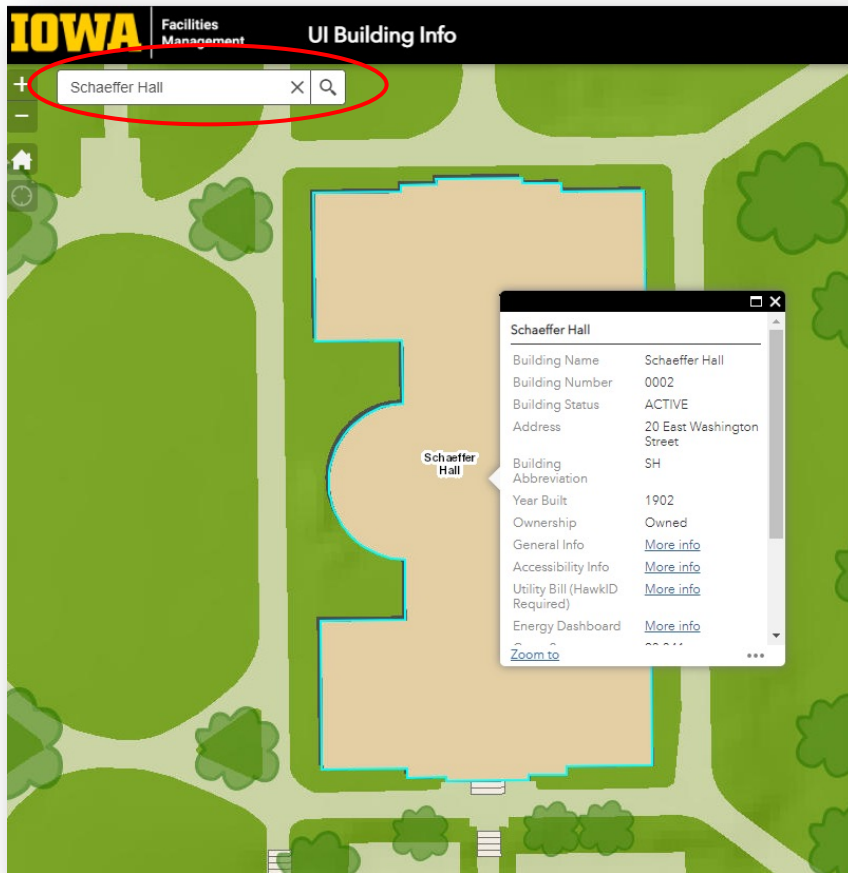 IOWA
Facilities
Management
UI Building Info
+
Schaeffer Hall
−
Schaeffer
Hall
Schaeffer Hall
Building Name Schaeffer Hall
Building Number 0002
Building Status ACTIVE
Address 20 East Washington
Street
Building SH
Abbreviation
Year Built 1902
Ownership Owned
General Info More info
Accessibility Info More info
Utility Bill (HawkID More info
Required)
Energy Dashboard More info
Zoom to